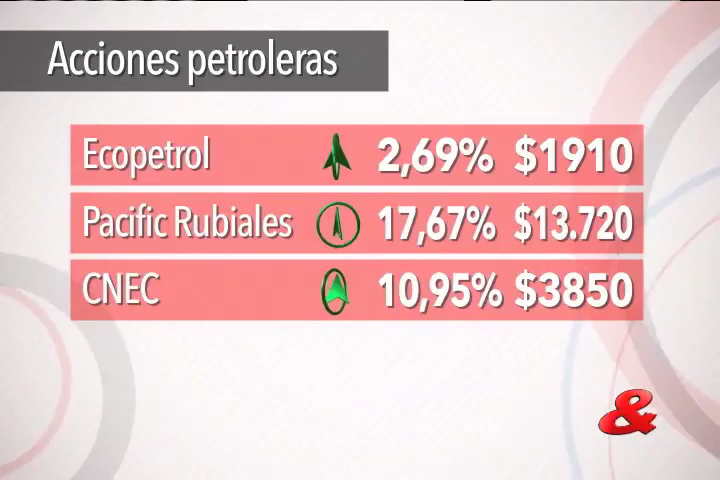 Acciones petroleras
Ecopetrol 2,69% $1910
Pacific Rubiales 17,67% $13.720
CNEC 10,95% $3850
&